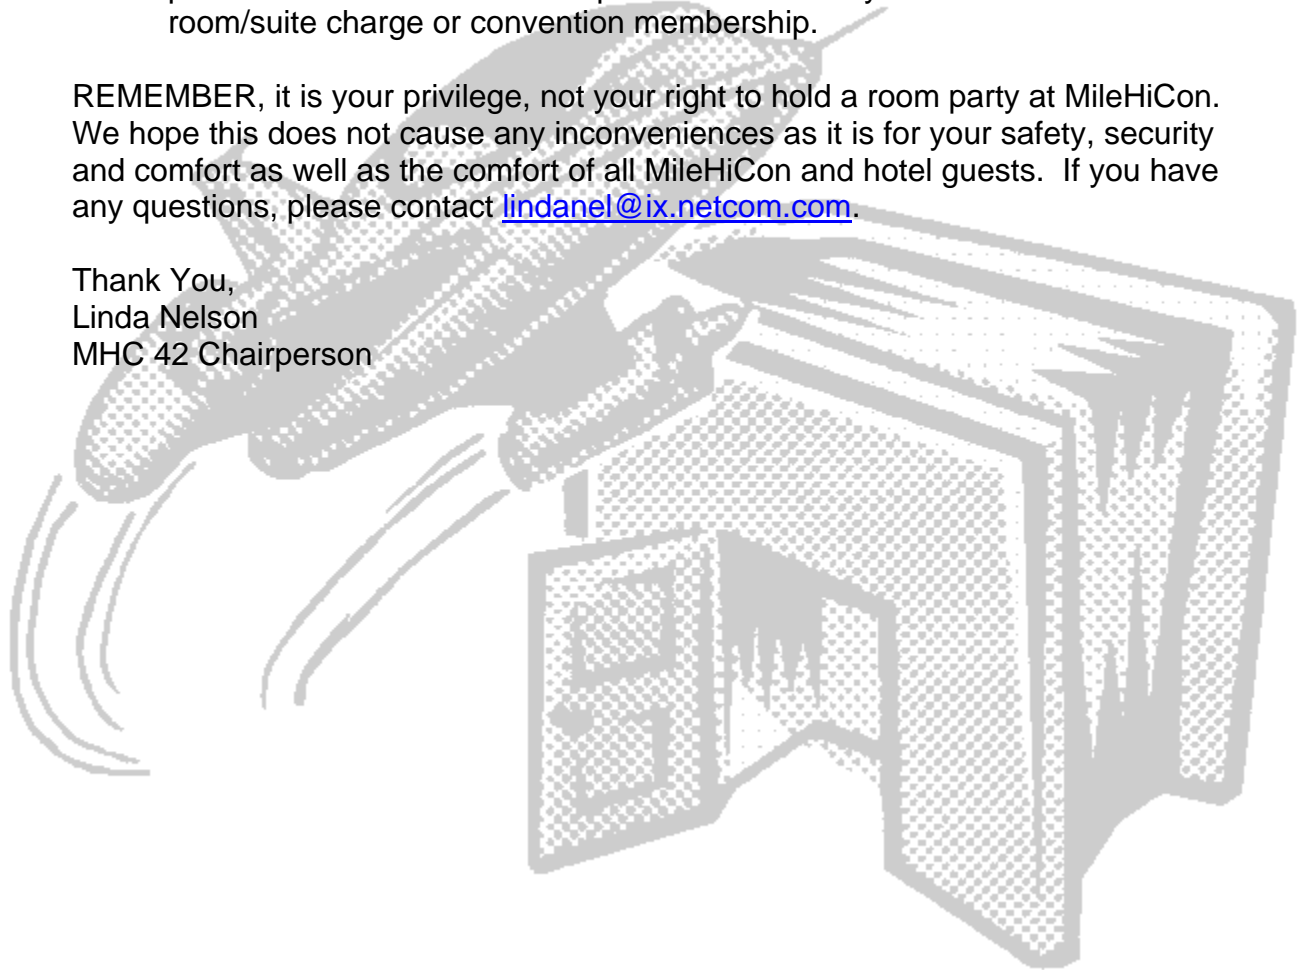 room/suite charge or convention membership.
REMEMBER, it is your privilege, not your right to hold a room party at MileHiCon.
We hope this does not cause any inconveniences as it is for your safety, security
and comfort as well as the comfort of all MileHiCon and hotel guests.  If you have
any questions, please contact lindanel@ix.netcom.com.
Thank You,
Linda Nelson
MHC 42 Chairperson